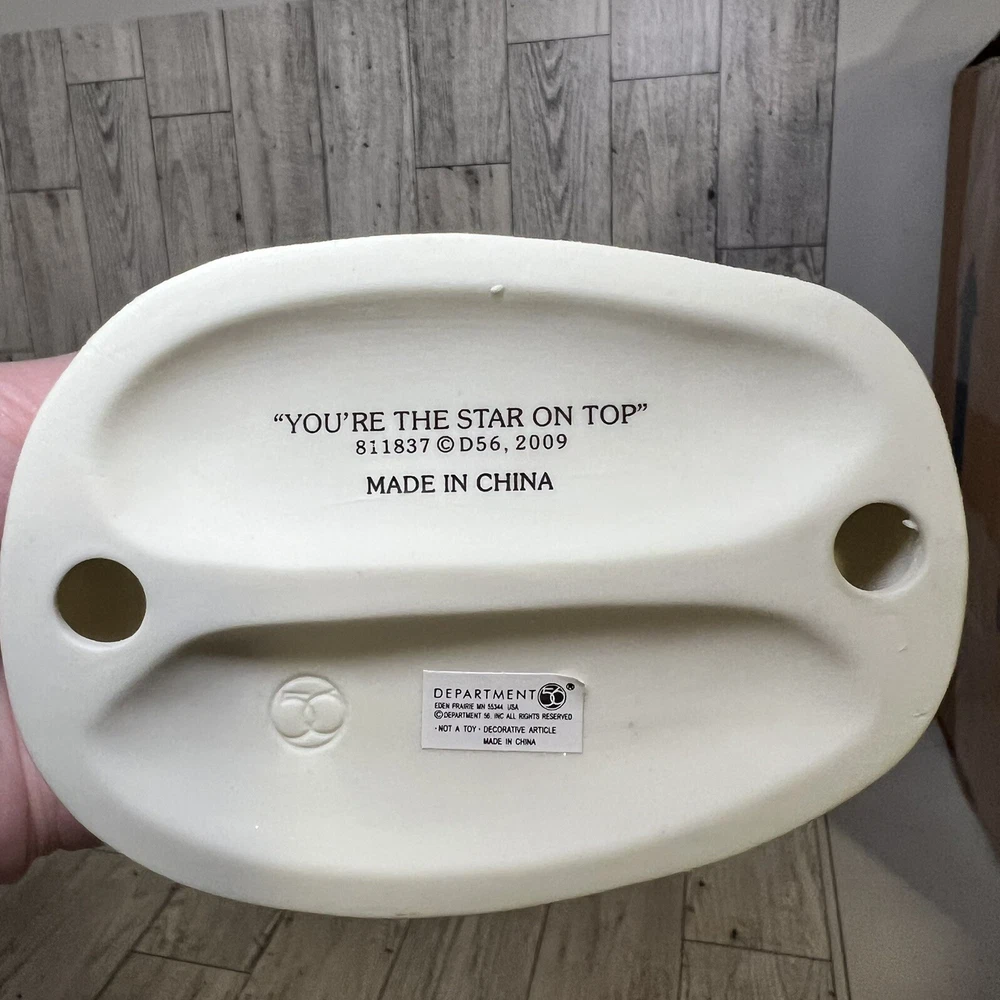 “YOU’RE THE STAR ON TOP”
811837 © D56, 2009
MADE IN CHINA
56
DEPARTMENT 56®
EDEN PRAIRIE MN 55344 USA
© DEPARTMENT 56, INC ALL RIGHTS RESERVED
· NOT A TOY · DECORATIVE ARTICLE
MADE IN CHINA